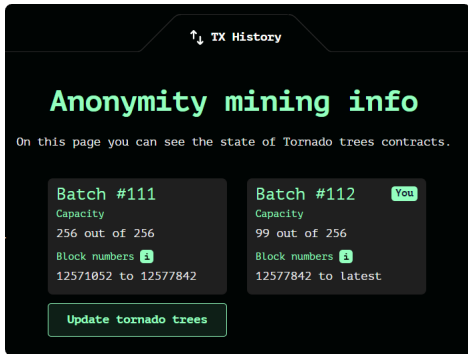 TX History
Anonymity mining info
On this page you can see the state of Tornado trees contracts.
Batch #111
Capacity
256 out of 256
Block numbers i
12571052 to 12577842
Batch #112 You
Capacity
99 out of 256
Block numbers i
12577842 to latest
Update tornado trees